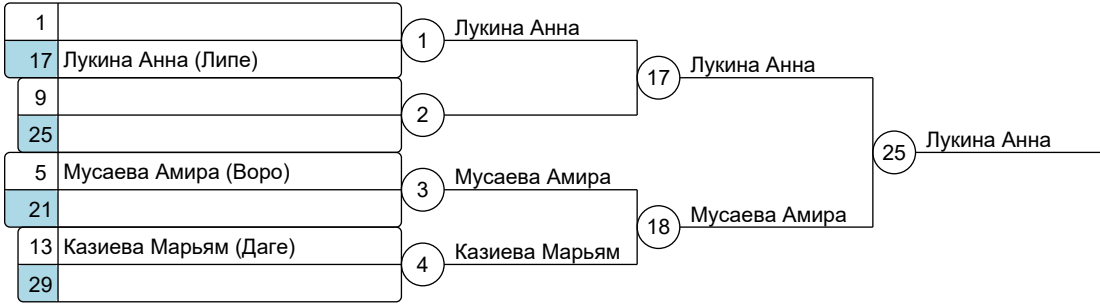 1
17 Лукина Анна (Липе)
9
25
5 Мусаева Амира (Воро)
21
13 Казиева Марьям (Даге)
29
1
Лукина Анна
2
3
Мусаева Амира
4
Казиева Марьям
17
Лукина Анна
18
Мусаева Амира
25
Лукина Анна